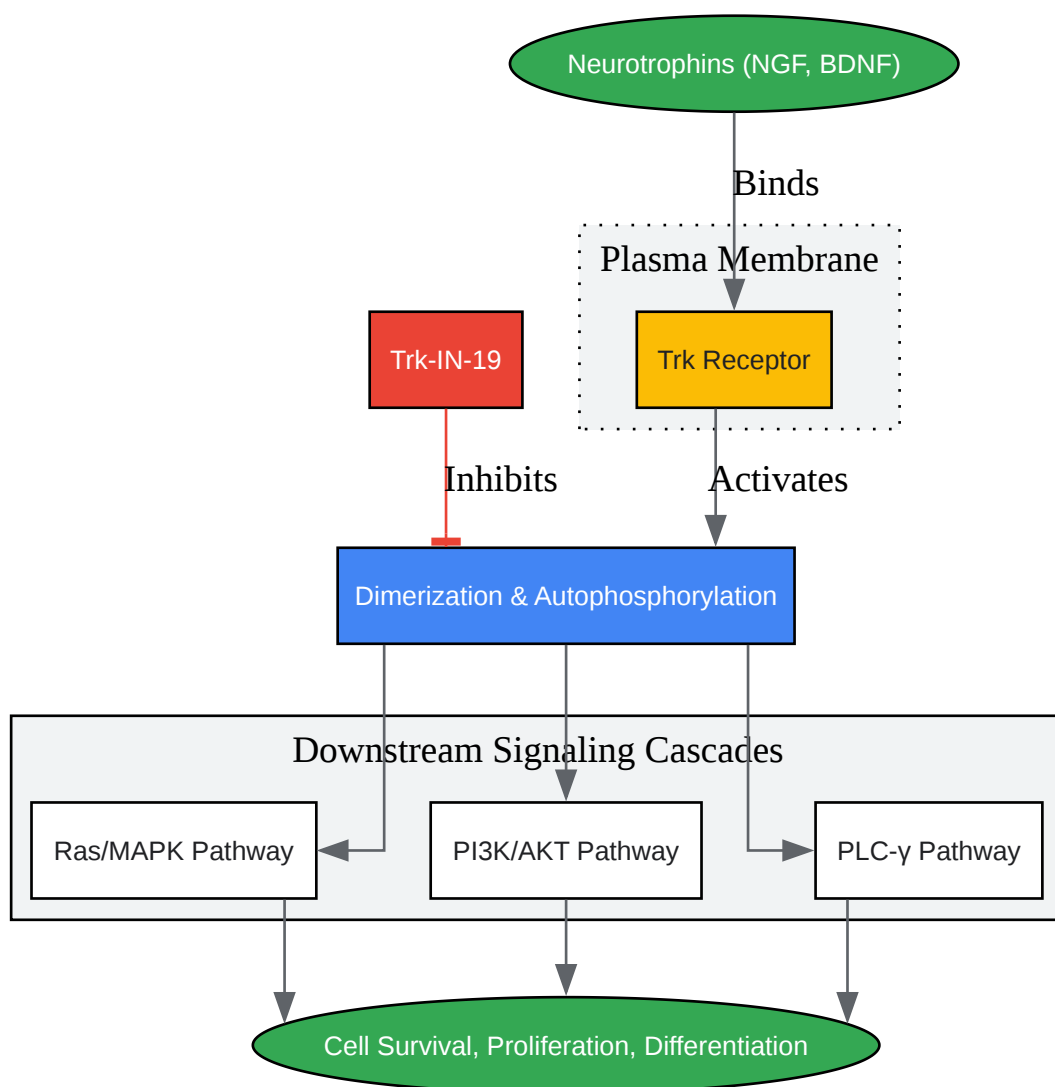 Neurotrophins (NGF, BDNF)
Binds
Plasma Membrane
Trk-IN-19
Trk Receptor
Inhibits
Activates
Dimerization & Autophosphorylation
Downstream Signaling Cascades
Ras/MAPK Pathway
PI3K/AKT Pathway
PLC-γ Pathway
Cell Survival, Proliferation, Differentiation